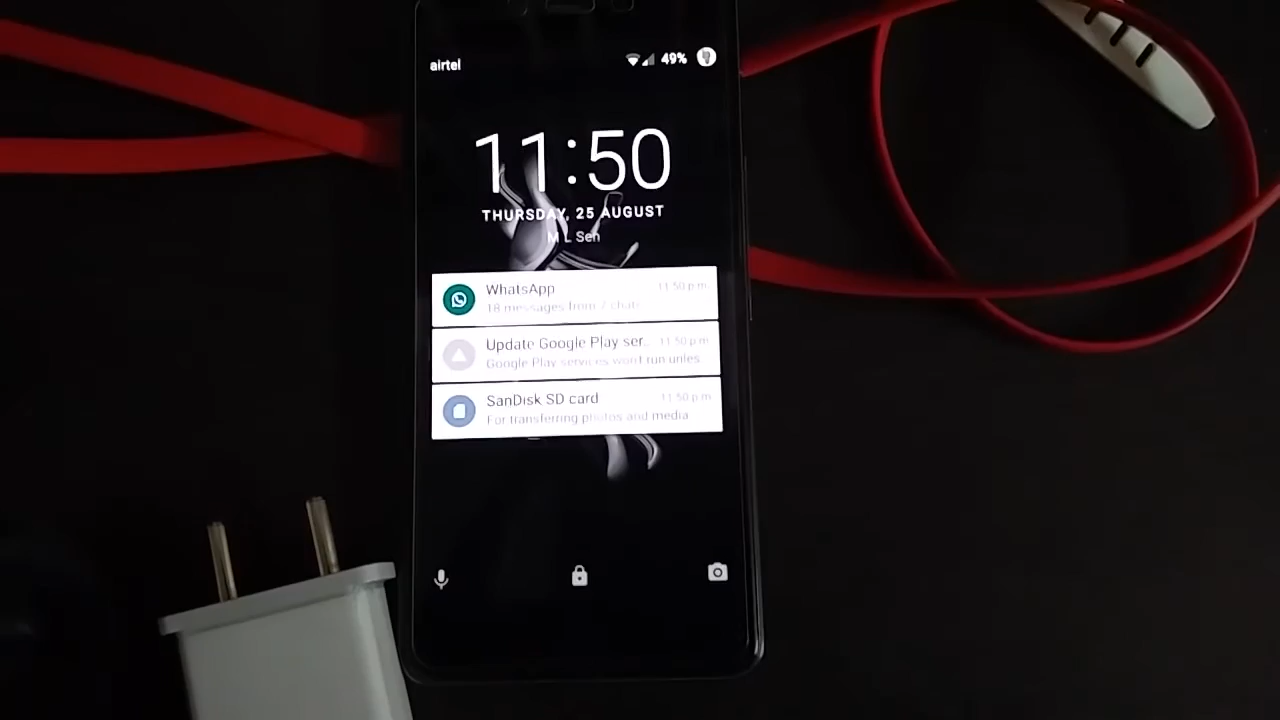 airtel 49%
11:50
THURSDAY, 25 AUGUST
M L Sen
WhatsApp 11:50 p.m.
18 messages from 7 chats
Update Google Play ser.. 11:50 p.m.
Google Play services won't run unles
SanDisk SD card 11:50 p.m.
For transferring photos and media